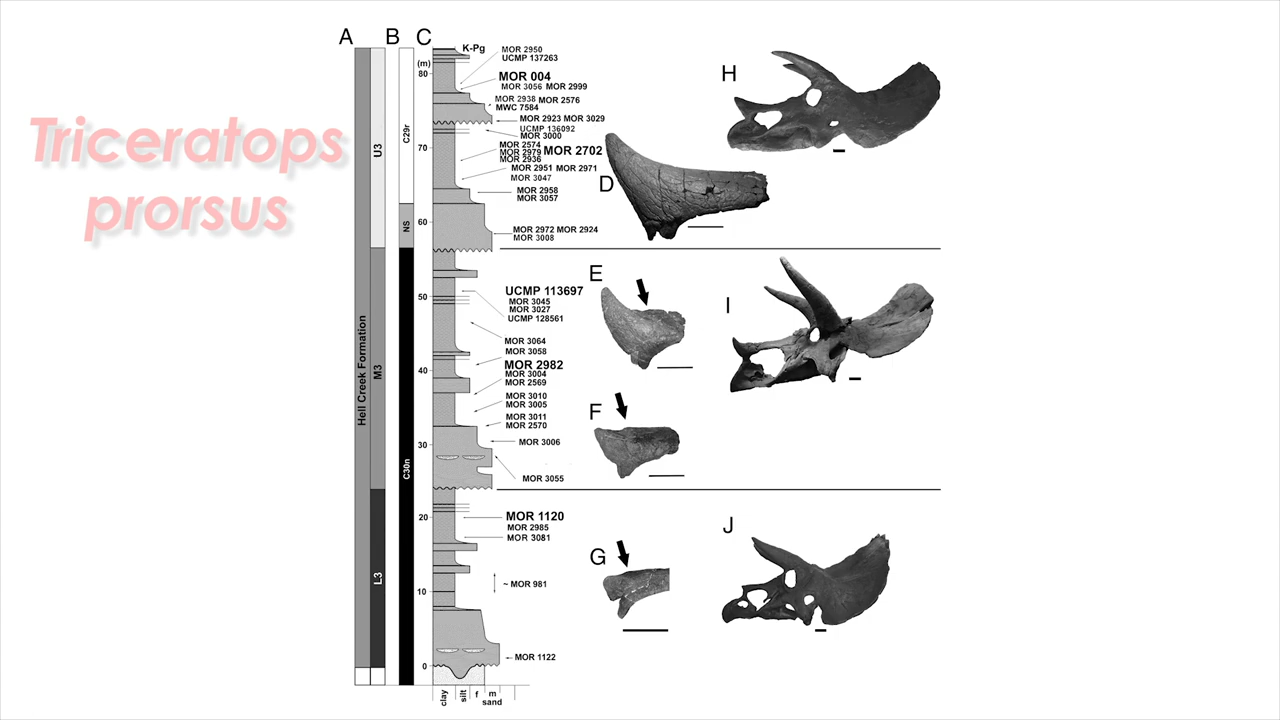 Triceratops
prorsus
A
B
C
K-Pg
(m)
80
70
60
50
40
30
20
10
0
U3
M3
L3
Hell Creek Formation
C29r
NS
C30n
MOR 2950
UCMP 137263
MOR 004
MOR 3056 MOR 2999
MOR 2938 MOR 2576
MWC 7584
MOR 2923 MOR 3029
UCMP 136092
MOR 3000
MOR 2574
MOR 2979 MOR 2702
MOR 2936
MOR 2951 MOR 2971
MOR 3047
MOR 2958
MOR 3057
MOR 2972 MOR 2924
MOR 3008
UCMP 113697
MOR 3045
MOR 3027
UCMP 128561
MOR 3064
MOR 3058
MOR 2982
MOR 3004
MOR 2569
MOR 3010
MOR 3005
MOR 3011
MOR 2570
MOR 3006
MOR 3055
MOR 1120
MOR 2985
MOR 3081
~ MOR 981
MOR 1122
clay
silt
f
m
sand
D
E
F
G
H
I
J